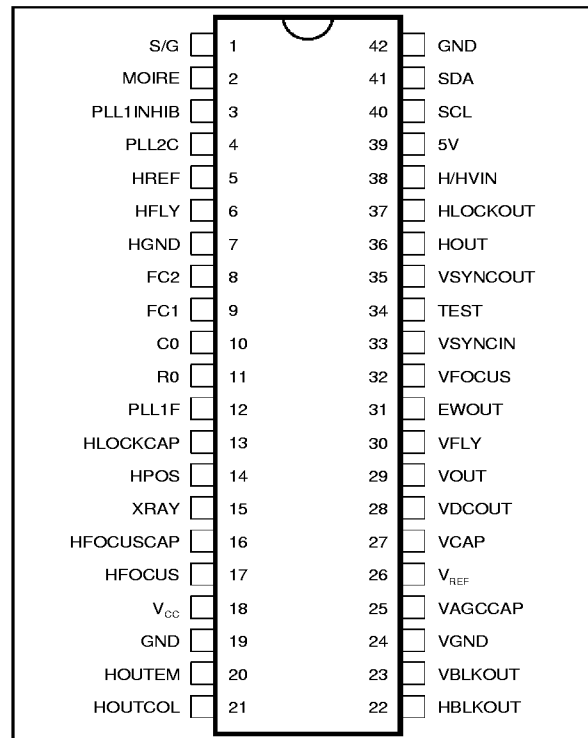 S/G 1 42 GND
MOIRE 2 41 SDA
PLL1INHIB 3 40 SCL
PLL2C 4 39 5V
HREF 5 38 H/HVIN
HFLY 6 37 HLOCKOUT
HGND 7 36 HOUT
FC2 8 35 VSYNCOUT
FC1 9 34 TEST
C0 10 33 VSYNCIN
R0 11 32 VFOCUS
PLL1F 12 31 EWOUT
HLOCKCAP 13 30 VFLY
HPOS 14 29 VOUT
XRAY 15 28 VDCOUT
HFOCUSCAP 16 27 VCAP
HFOCUS 17 26 VREF
VCC 18 25 VAGCCAP
GND 19 24 VGND
HOUTEM 20 23 VBLKOUT
HOUTCOL 21 22 HBLKOUT